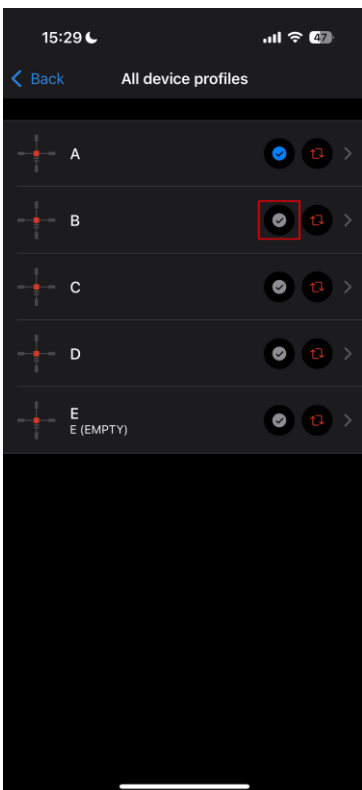 15:29
47
Back
All device profiles
A
B
C
D
E
E (EMPTY)